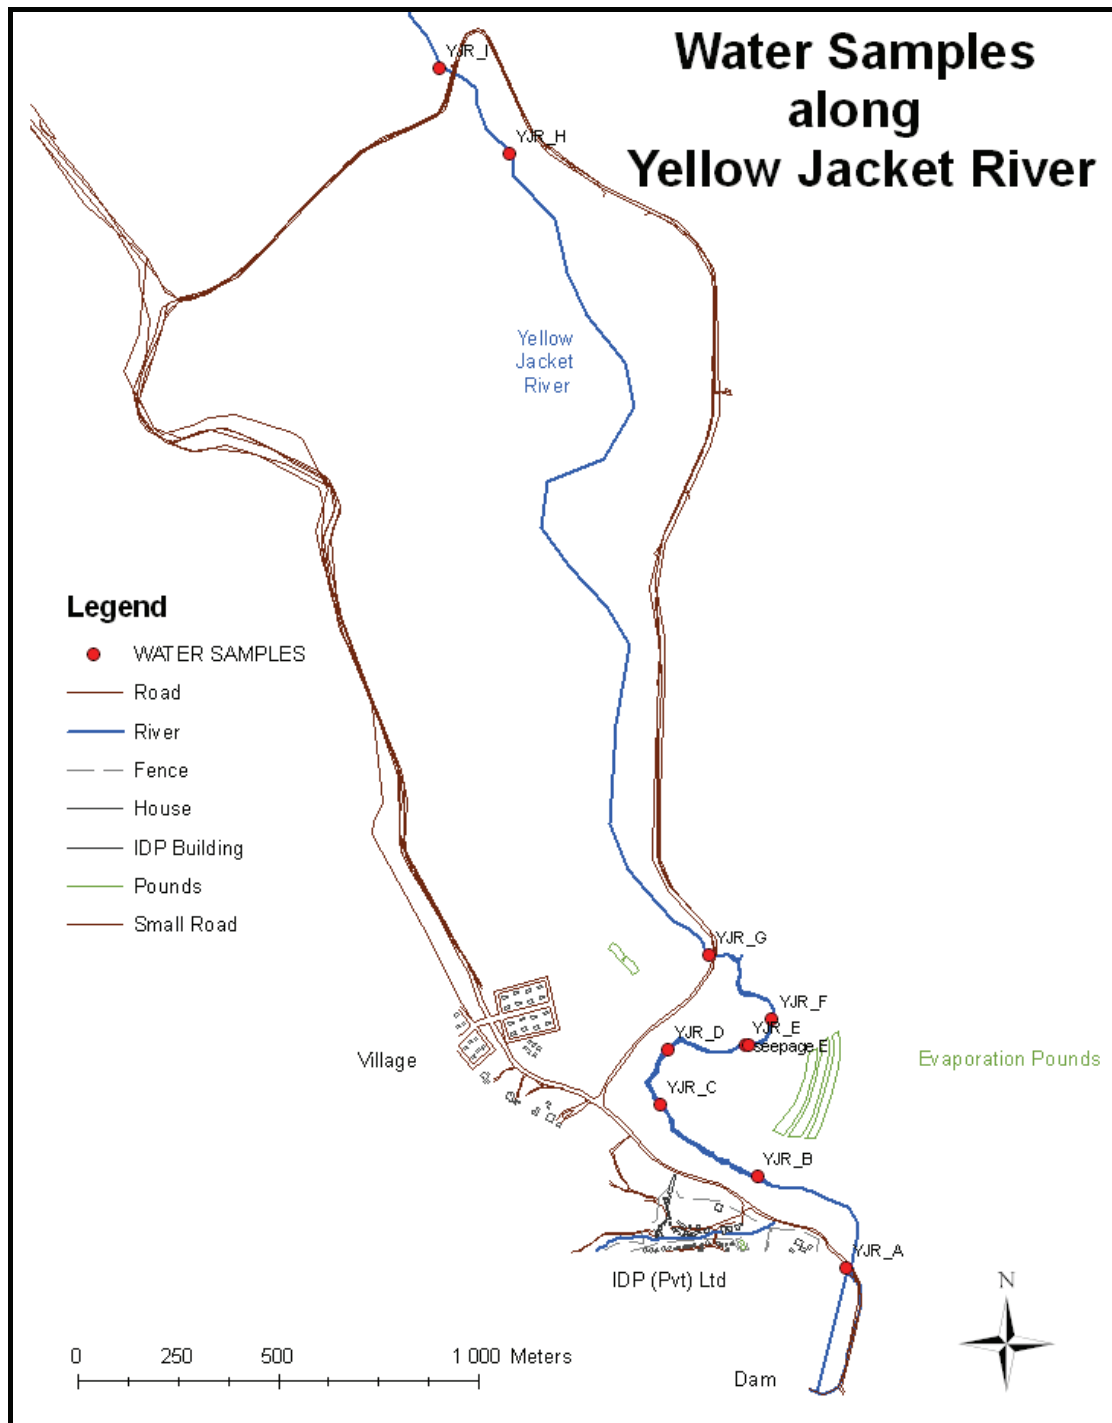 Water Samples
along
Yellow Jacket River
YJR_I
YJR_H
Yellow
Jacket
River
Legend
WATER SAMPLES
Road
River
Fence
House
IDP Building
Pounds
Small Road
YJR_G
YJR_F
YJR_E
seepage E
YJR_D
Village
Evaporation Pounds
YJR_C
YJR_B
YJR_A
IDP (Pvt) Ltd
N
0 250 500 1 000 Meters
Dam